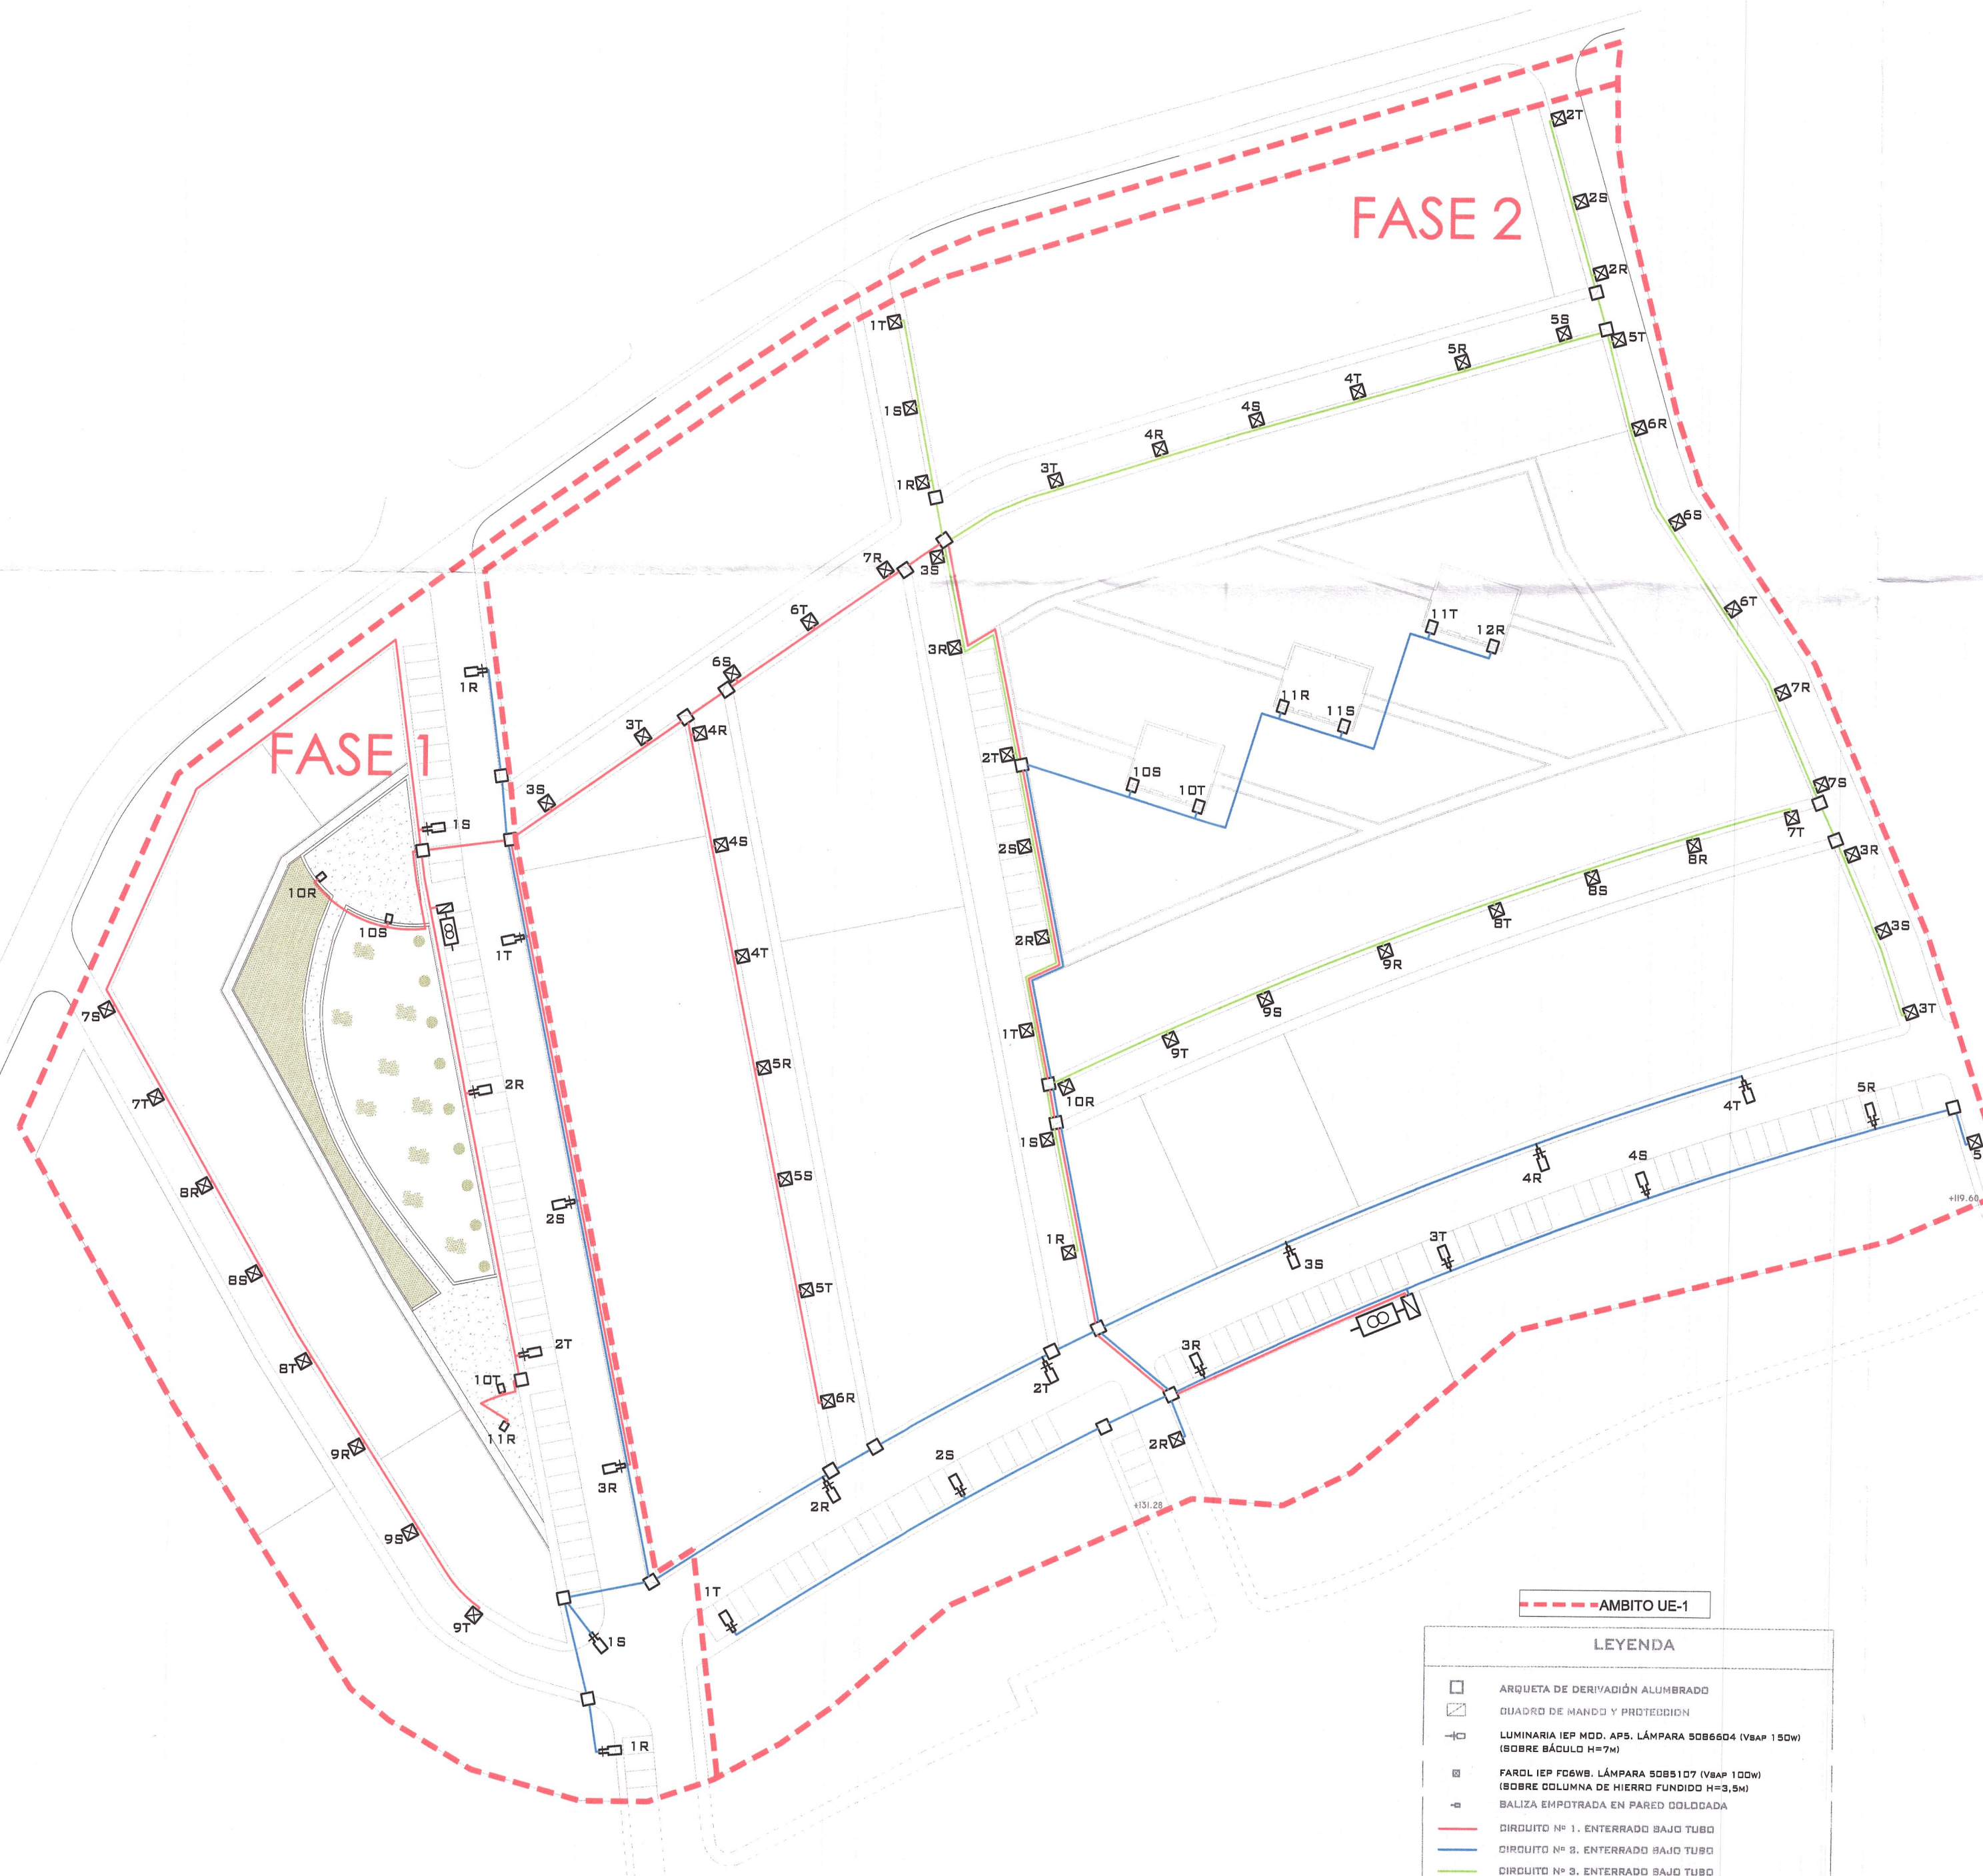 2T
2S
FASE 2
2R
1T
5S
5T
5R
4T
1S
4S
6R
4R
3T
1R
6S
7R
3S
6T
6T
11T
12R
3R
6S
1R
7R
11R
11S
3T
4R
FASE 1
2T
10S
10T
7S
3S
7T
1S
4S
2S
8R
3R
10R
8S
10S
8T
3S
2R
1T
4T
9R
7S
9S
3T
1T
9T
5R
2R
7T
10R
4T
5R
1S
5
5S
4R
4S
8R
2S
+119.60
1R
3T
3S
8S
5T
2T
3R
8T
10T
2T
6R
11R
2R
9R
2S
3R
2R
+131.28
9S
1T
9T
1S
1R
AMBITO UE-1
LEYENDA
ARQUETA DE DERIVACIÓN ALUMBRADO
CUADRO DE MANDO Y PROTECCION
LUMINARIA IEP MOD. AP5. LÁMPARA 5086604 (VSAP 150W)
(SOBRE BÁCULO H=7M)
FAROL IEP FC6WB. LÁMPARA 5085107 (VSAP 100W)
(SOBRE COLUMNA DE HIERRO FUNDIDO H=3,5M)
BALIZA EMPOTRADA EN PARED COLOCADA
CIRCUITO Nº 1. ENTERRADO BAJO TUBO
CIRCUITO Nº 2. ENTERRADO BAJO TUBO
CIRCUITO Nº 3. ENTERRADO BAJO TUBO